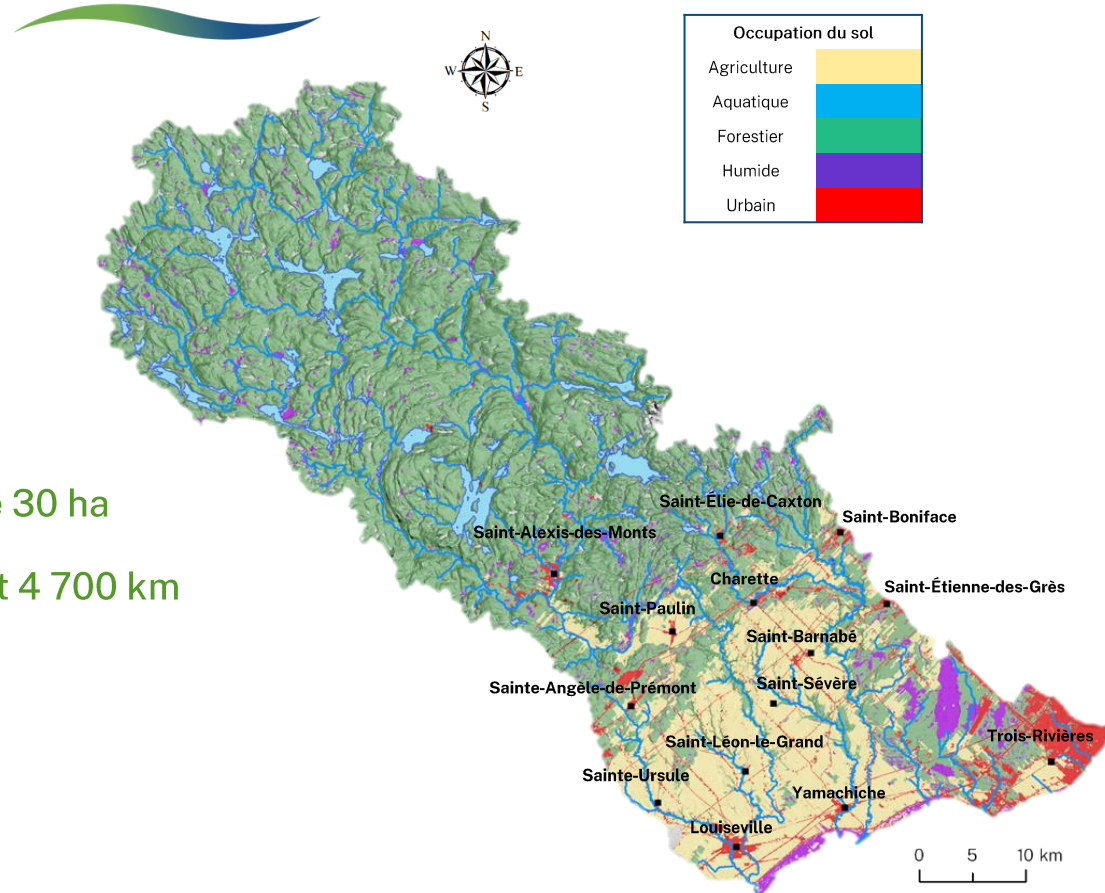 N
W E
S
Occupation du sol
Agriculture
Aquatique
Forestier
Humide
Urbain
30 ha
t 4 700 km
Saint-Élie-de-Caxton
Saint-Boniface
Saint-Alexis-des-Monts
Charette
Saint-Étienne-des-Grès
Saint-Paulin
Saint-Barnabé
Sainte-Angèle-de-Prémont
Saint-Sévère
Saint-Léon-le-Grand
Trois-Rivières
Sainte-Ursule
Yamachiche
Louiseville
0 5 10 km